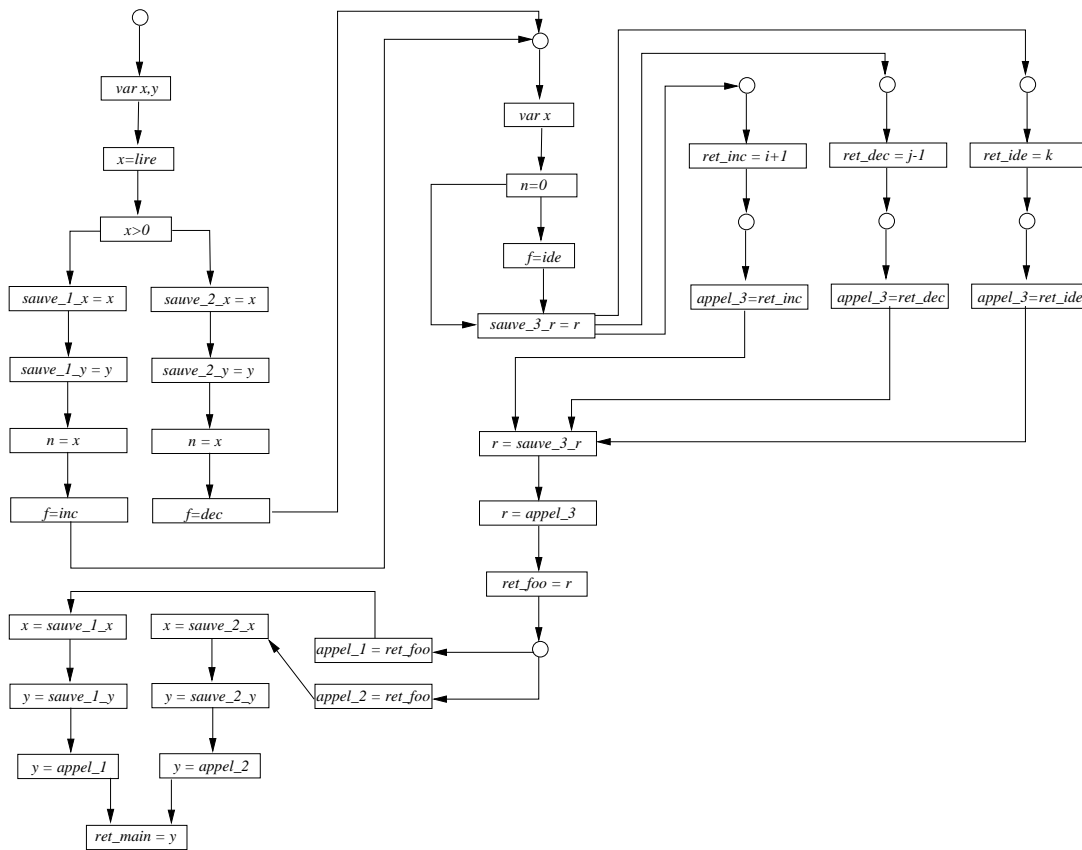 var x,y
x=lire
x>0
sauve_1_x = x
sauve_2_x = x
sauve_1_y = y
sauve_2_y = y
n = x
n = x
f=inc
f=dec
var x
n=0
f=ide
sauve_3_r = r
ret_inc = i+1
ret_dec = j-1
ret_ide = k
appel_3=ret_inc
appel_3=ret_dec
appel_3=ret_ide
r = sauve_3_r
r = appel_3
ret_foo = r
appel_1 = ret_foo
appel_2 = ret_foo
x = sauve_1_x
x = sauve_2_x
y = sauve_1_y
y = sauve_2_y
y = appel_1
y = appel_2
ret_main = y